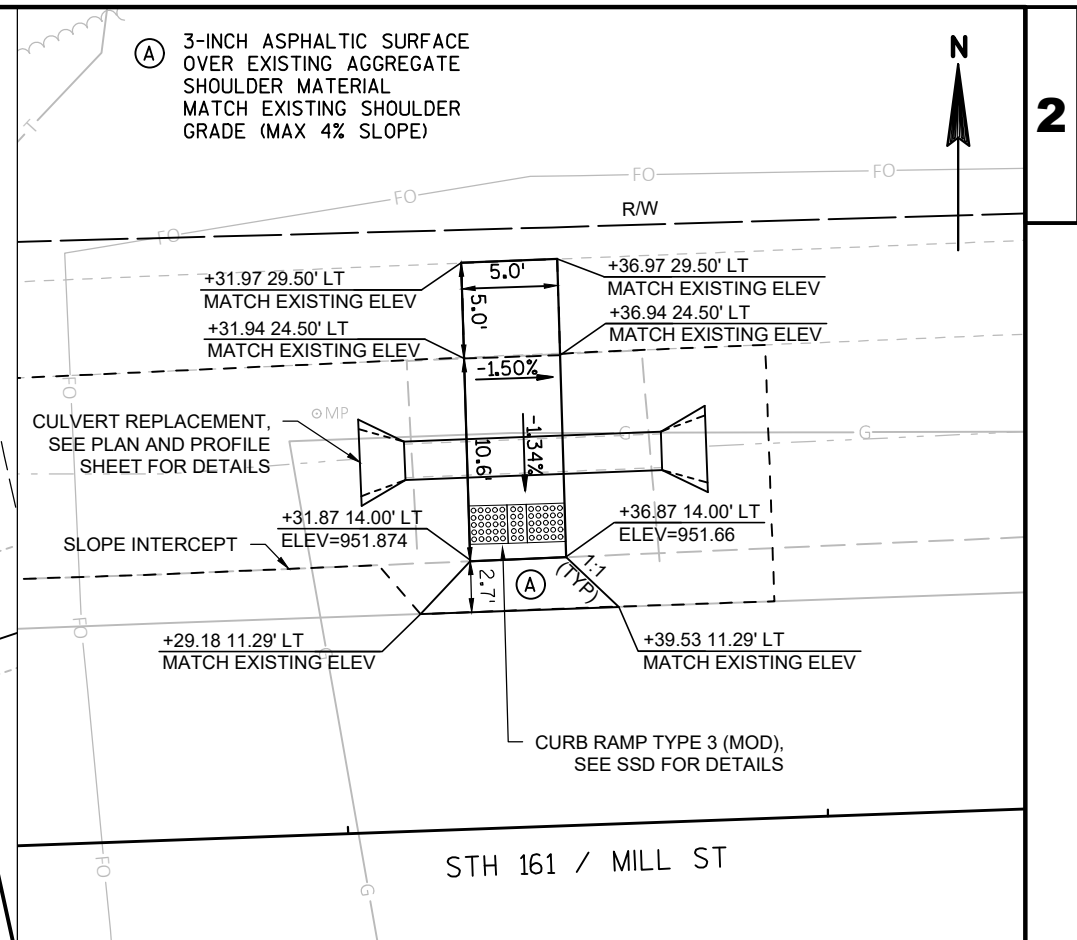 A
3-INCH ASPHALTIC SURFACE
OVER EXISTING AGGREGATE
SHOULDER MATERIAL
MATCH EXISTING SHOULDER
GRADE (MAX 4% SLOPE)
N
2
T
FO
FO
FO
FO
R/W
+31.97 29.50' LT
MATCH EXISTING ELEV
5.0'
5.0'
+36.97 29.50' LT
MATCH EXISTING ELEV
+31.94 24.50' LT
MATCH EXISTING ELEV
+36.94 24.50' LT
MATCH EXISTING ELEV
-1.50%
FO
MP
CULVERT REPLACEMENT,
SEE PLAN AND PROFILE
SHEET FOR DETAILS
10.6'
-1.34%
G
G
+31.87 14.00' LT
ELEV=951.874
+36.87 14.00' LT
ELEV=951.66
SLOPE INTERCEPT
2.7'
A
1:1
(TYP)
FO
+29.18 11.29' LT
MATCH EXISTING ELEV
G
+39.53 11.29' LT
MATCH EXISTING ELEV
CURB RAMP TYPE 3 (MOD),
SEE SSD FOR DETAILS
STH 161 / MILL ST
FO
G